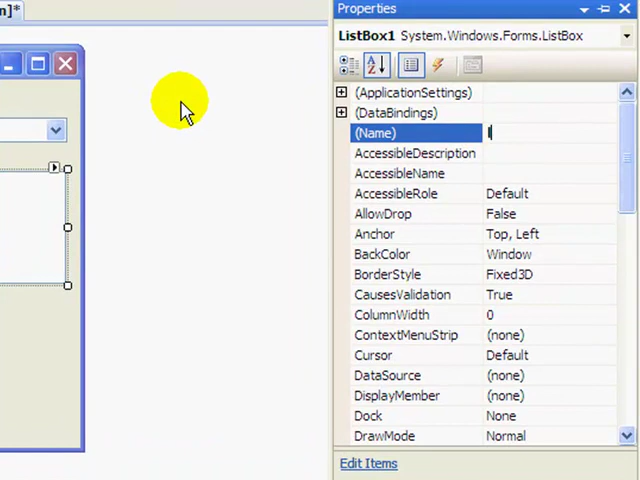 n]*
Properties
ListBox1 System.Windows.Forms.ListBox
(ApplicationSettings)
(DataBindings)
(Name) l
AccessibleDescription
AccessibleName
AccessibleRole Default
AllowDrop False
Anchor Top, Left
BackColor Window
BorderStyle Fixed3D
CausesValidation True
ColumnWidth 0
ContextMenuStrip (none)
Cursor Default
DataSource (none)
DisplayMember (none)
Dock None
DrawMode Normal
Edit Items